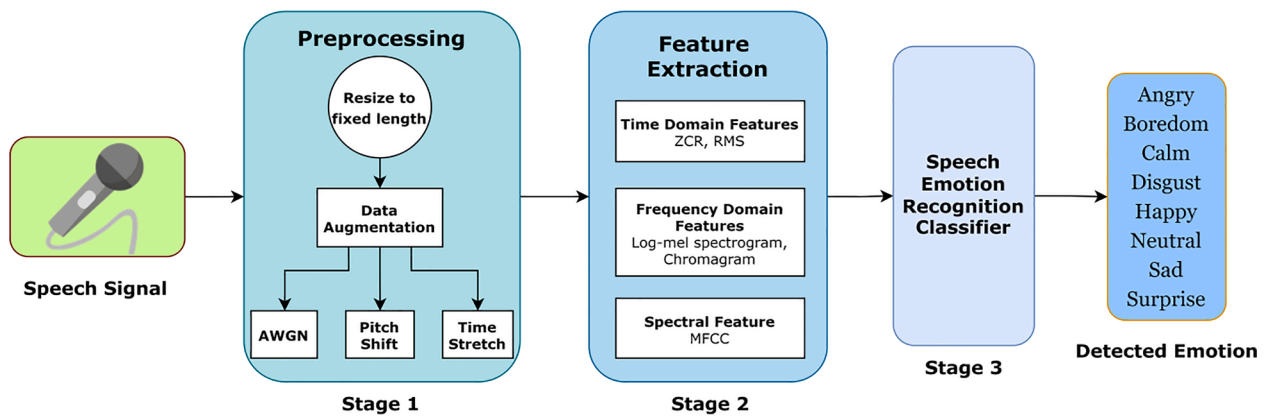 Speech Signal
Preprocessing
Resize to
fixed length
Data
Augmentation
AWGN
Pitch
Shift
Time
Stretch
Stage 1
Feature
Extraction
Time Domain Features
ZCR, RMS
Frequency Domain
Features
Log-mel spectrogram,
Chromagram
Spectral Feature
MFCC
Stage 2
Speech
Emotion
Recognition
Classifier
Stage 3
Angry
Boredom
Calm
Disgust
Happy
Neutral
Sad
Surprise
Detected Emotion